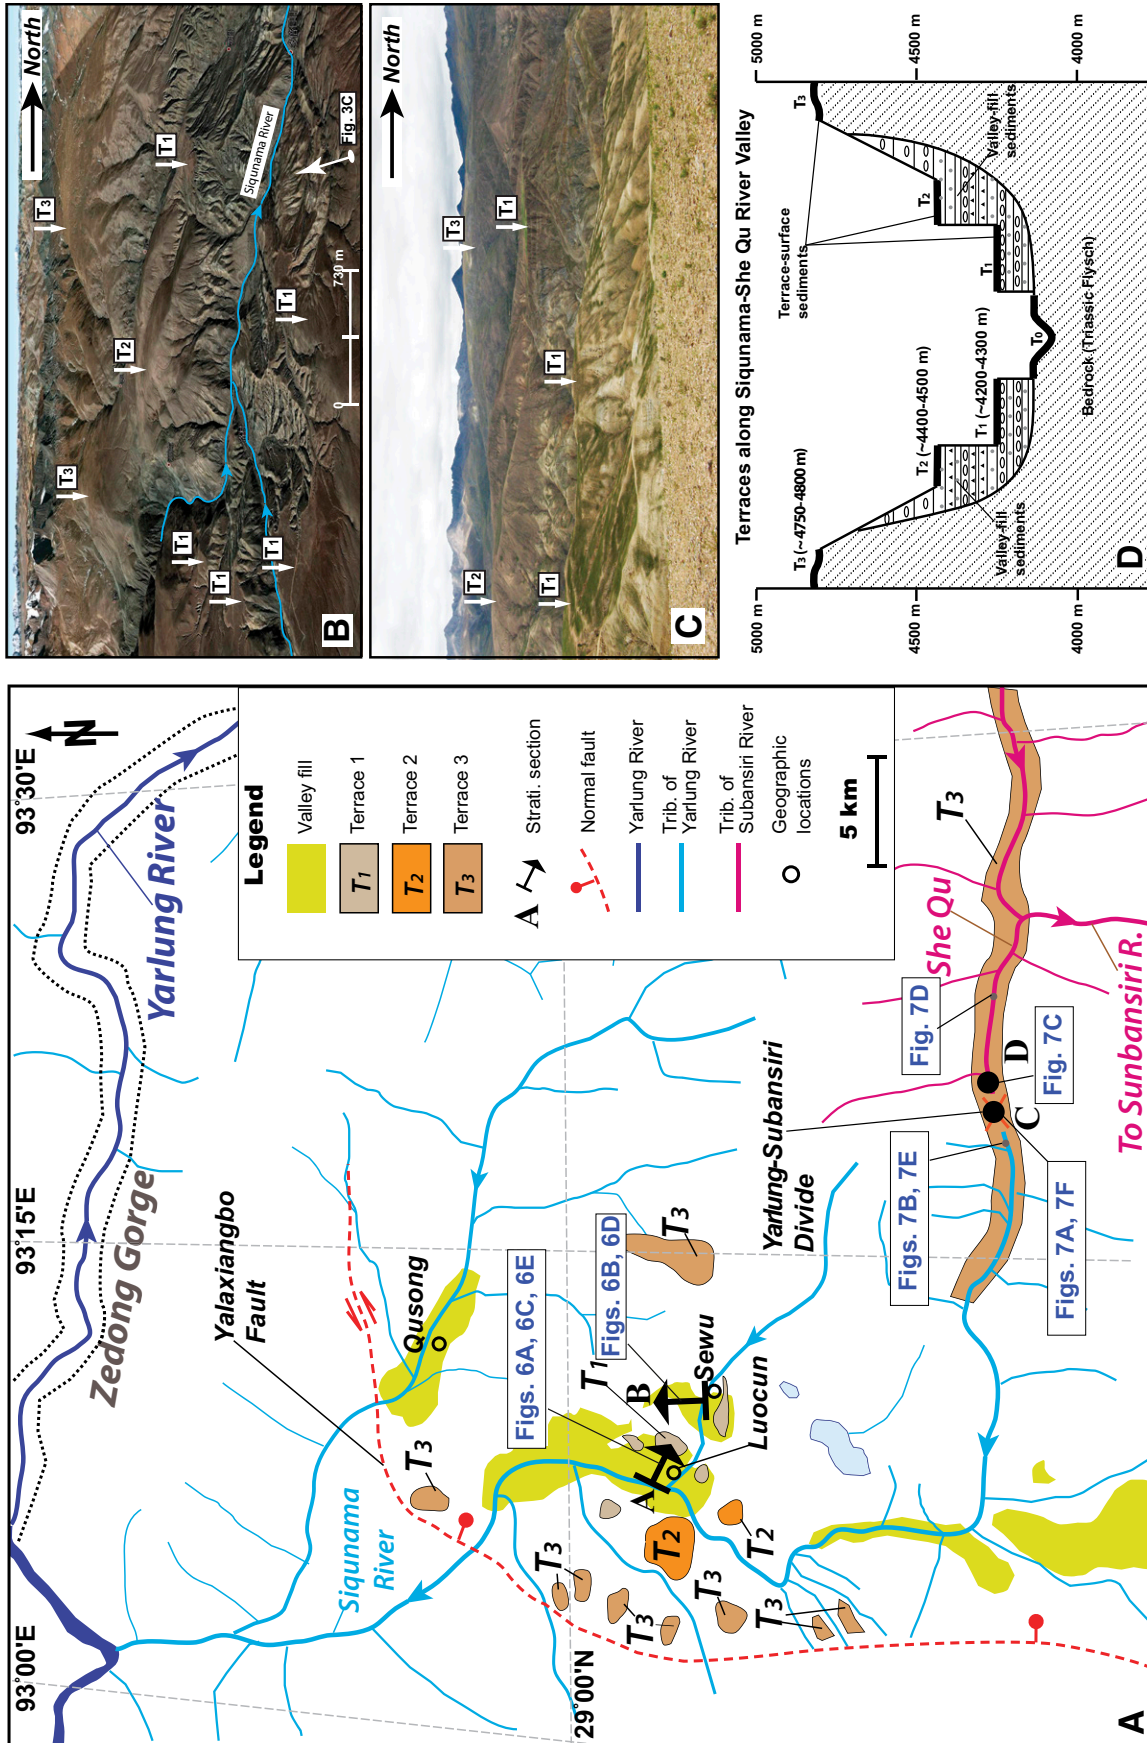 A
93°00'E
93°15'E
93°30'E
N
29°00'N
Zedong Gorge
Yarlung River
Yalaxiangbo
Fault
Qusong
Siqunama
River
T3
T3
T3
T3
T3
T3
T2
T2
T1
A
B
Sewu
Luocun
Figs. 6A, 6C, 6E
Figs. 6B, 6D
Yarlung-Subansiri
Divide
Figs. 7B, 7E
Figs. 7A, 7F
Fig. 7C
Fig. 7D
C
D
She Qu
T3
To Sunbansiri R.
Legend
Valley fill
T1
Terrace 1
T2
Terrace 2
T3
Terrace 3
A
Strati. section
Normal fault
Yarlung River
Trib. of
Yarlung River
Trib. of
Subansiri River
Geographic
locations
5 km
B
North
T3
T3
T2
T1
T1
T1
T1
T1
Siqunama River
0
730 m
Fig. 3C
C
North
T2
T3
T1
T1
T1
D
Terraces along Siqunama-She Qu River Valley
5000 m
4500 m
4000 m
5000 m
4500 m
4000 m
T3 (~4750-4800 m)
T2 (~4400-4500 m)
T1 (~4200-4300 m)
T0
T1
T2
T3
Terrace-surface
sediments
Valley-fill
sediments
Valley-fill
sediments
Bedrock (Triassic Flysch)